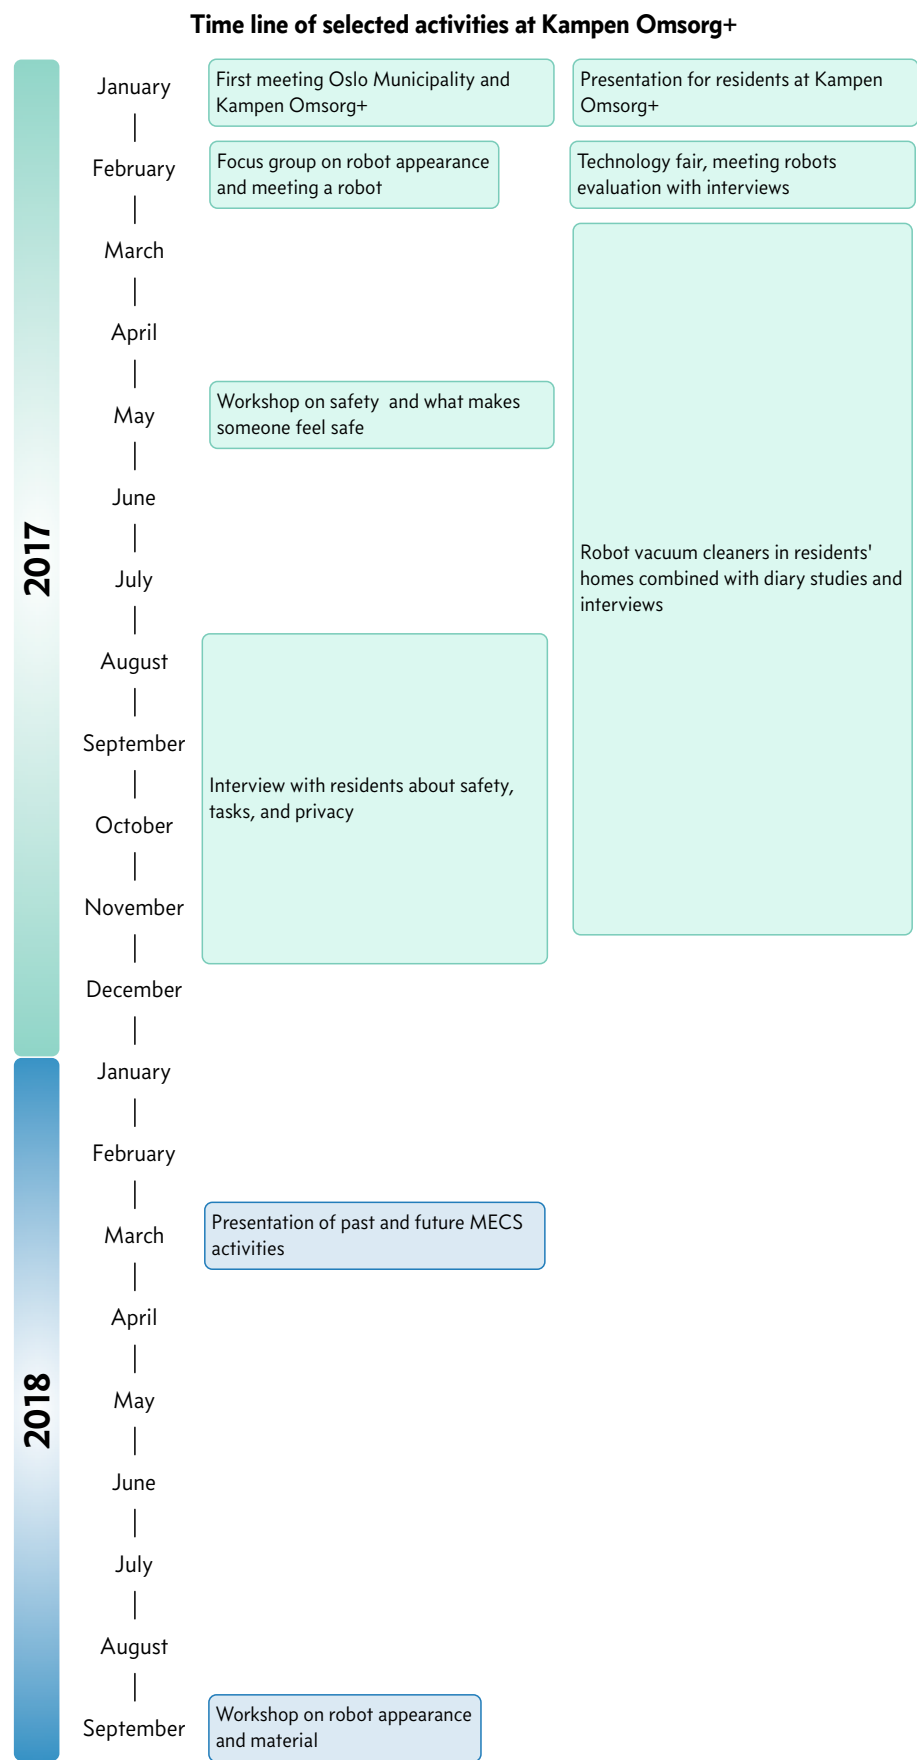 Time line of selected activities at Kampen Omsorg+
2017
January
First meeting Oslo Municipality and
Kampen Omsorg+
Presentation for residents at Kampen
Omsorg+
February
Focus group on robot appearance
and meeting a robot
Technology fair, meeting robots
evaluation with interviews
March
April
May
Workshop on safety and what makes
someone feel safe
June
July
Robot vacuum cleaners in residents'
homes combined with diary studies and
interviews
August
September
Interview with residents about safety,
tasks, and privacy
October
November
December
2018
January
February
March
Presentation of past and future MECS
activities
April
May
June
July
August
September
Workshop on robot appearance
and material